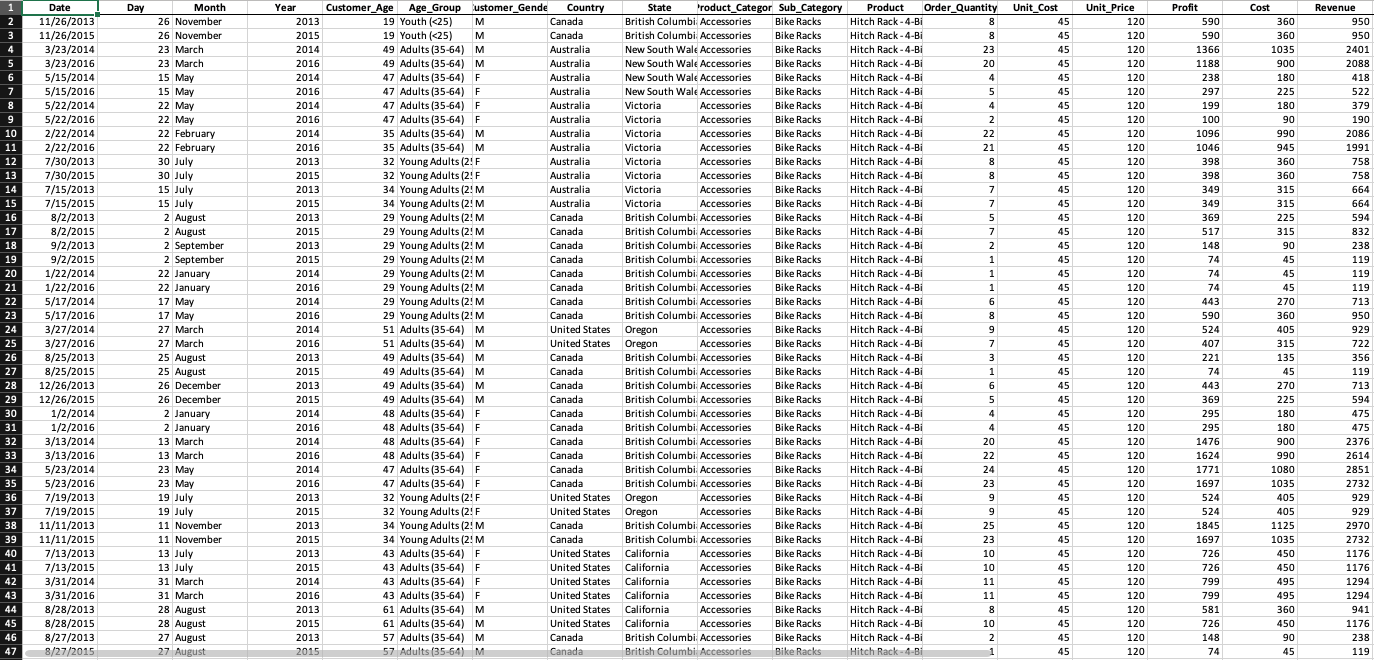 1 Date Day Month Year Customer_Age Age_Group Customer_Gende Country State Product_Categor Sub_Category Product Order_Quantity Unit_Cost Unit_Price Profit Cost Revenue
2 11/26/2013 26 November 2013 19 Youth (<25) M Canada British Columbi Accessories Bike Racks Hitch Rack - 4-Bi 8 45 120 590 360 950
3 11/26/2015 26 November 2015 19 Youth (<25) M Canada British Columbi Accessories Bike Racks Hitch Rack - 4-Bi 8 45 120 590 360 950
4 3/23/2014 23 March 2014 49 Adults (35-64) M Australia New South Wale Accessories Bike Racks Hitch Rack - 4-Bi 23 45 120 1366 1035 2401
5 3/23/2016 23 March 2016 49 Adults (35-64) M Australia New South Wale Accessories Bike Racks Hitch Rack - 4-Bi 20 45 120 1188 900 2088
6 5/15/2014 15 May 2014 47 Adults (35-64) F Australia New South Wale Accessories Bike Racks Hitch Rack - 4-Bi 4 45 120 238 180 418
7 5/15/2016 15 May 2016 47 Adults (35-64) F Australia New South Wale Accessories Bike Racks Hitch Rack - 4-Bi 5 45 120 297 225 522
8 5/22/2014 22 May 2014 47 Adults (35-64) F Australia Victoria Accessories Bike Racks Hitch Rack - 4-Bi 4 45 120 199 180 379
9 5/22/2016 22 May 2016 47 Adults (35-64) F Australia Victoria Accessories Bike Racks Hitch Rack - 4-Bi 2 45 120 100 90 190
10 2/22/2014 22 February 2014 35 Adults (35-64) M Australia Victoria Accessories Bike Racks Hitch Rack - 4-Bi 22 45 120 1096 990 2086
11 2/22/2016 22 February 2016 35 Adults (35-64) M Australia Victoria Accessories Bike Racks Hitch Rack - 4-Bi 21 45 120 1046 945 1991
12 7/30/2013 30 July 2013 32 Young Adults (2 F Australia Victoria Accessories Bike Racks Hitch Rack - 4-Bi 8 45 120 398 360 758
13 7/30/2015 30 July 2015 32 Young Adults (2 F Australia Victoria Accessories Bike Racks Hitch Rack - 4-Bi 8 45 120 398 360 758
14 7/15/2013 15 July 2013 34 Young Adults (2 M Australia Victoria Accessories Bike Racks Hitch Rack - 4-Bi 7 45 120 349 315 664
15 7/15/2015 15 July 2015 34 Young Adults (2 M Australia Victoria Accessories Bike Racks Hitch Rack - 4-Bi 7 45 120 349 315 664
16 8/2/2013 2 August 2013 29 Young Adults (2 M Canada British Columbi Accessories Bike Racks Hitch Rack - 4-Bi 5 45 120 369 225 594
17 8/2/2015 2 August 2015 29 Young Adults (2 M Canada British Columbi Accessories Bike Racks Hitch Rack - 4-Bi 7 45 120 517 315 832
18 9/2/2013 2 September 2013 29 Young Adults (2 M Canada British Columbi Accessories Bike Racks Hitch Rack - 4-Bi 2 45 120 148 90 238
19 9/2/2015 2 September 2015 29 Young Adults (2 M Canada British Columbi Accessories Bike Racks Hitch Rack - 4-Bi 1 45 120 74 45 119
20 1/22/2014 22 January 2014 29 Young Adults (2 M Canada British Columbi Accessories Bike Racks Hitch Rack - 4-Bi 1 45 120 74 45 119
21 1/22/2016 22 January 2016 29 Young Adults (2 M Canada British Columbi Accessories Bike Racks Hitch Rack - 4-Bi 1 45 120 74 45 119
22 5/17/2014 17 May 2014 29 Young Adults (2 M Canada British Columbi Accessories Bike Racks Hitch Rack - 4-Bi 6 45 120 443 270 713
23 5/17/2016 17 May 2016 29 Young Adults (2 M Canada British Columbi Accessories Bike Racks Hitch Rack - 4-Bi 8 45 120 590 360 950
24 3/27/2014 27 March 2014 51 Adults (35-64) M United States Oregon Accessories Bike Racks Hitch Rack - 4-Bi 9 45 120 524 405 929
25 3/27/2016 27 March 2016 51 Adults (35-64) M United States Oregon Accessories Bike Racks Hitch Rack - 4-Bi 7 45 120 407 315 722
26 8/25/2013 25 August 2013 49 Adults (35-64) M Canada British Columbi Accessories Bike Racks Hitch Rack - 4-Bi 3 45 120 221 135 356
27 8/25/2015 25 August 2015 49 Adults (35-64) M Canada British Columbi Accessories Bike Racks Hitch Rack - 4-Bi 1 45 120 74 45 119
28 12/26/2013 26 December 2013 49 Adults (35-64) M Canada British Columbi Accessories Bike Racks Hitch Rack - 4-Bi 6 45 120 443 270 713
29 12/26/2015 26 December 2015 49 Adults (35-64) M Canada British Columbi Accessories Bike Racks Hitch Rack - 4-Bi 5 45 120 369 225 594
30 1/2/2014 2 January 2014 48 Adults (35-64) F Canada British Columbi Accessories Bike Racks Hitch Rack - 4-Bi 4 45 120 295 180 475
31 1/2/2016 2 January 2016 48 Adults (35-64) F Canada British Columbi Accessories Bike Racks Hitch Rack - 4-Bi 4 45 120 295 180 475
32 3/13/2014 13 March 2014 48 Adults (35-64) F Canada British Columbi Accessories Bike Racks Hitch Rack - 4-Bi 20 45 120 1476 900 2376
33 3/13/2016 13 March 2016 48 Adults (35-64) F Canada British Columbi Accessories Bike Racks Hitch Rack - 4-Bi 22 45 120 1624 990 2614
34 5/23/2014 23 May 2014 47 Adults (35-64) F Canada British Columbi Accessories Bike Racks Hitch Rack - 4-Bi 24 45 120 1771 1080 2851
35 5/23/2016 23 May 2016 47 Adults (35-64) F Canada British Columbi Accessories Bike Racks Hitch Rack - 4-Bi 23 45 120 1697 1035 2732
36 7/19/2013 19 July 2013 32 Young Adults (2 F United States Oregon Accessories Bike Racks Hitch Rack - 4-Bi 9 45 120 524 405 929
37 7/19/2015 19 July 2015 32 Young Adults (2 F United States Oregon Accessories Bike Racks Hitch Rack - 4-Bi 9 45 120 524 405 929
38 11/11/2013 11 November 2013 34 Young Adults (2 M Canada British Columbi Accessories Bike Racks Hitch Rack - 4-Bi 25 45 120 1845 1125 2970
39 11/11/2015 11 November 2015 34 Young Adults (2 M Canada British Columbi Accessories Bike Racks Hitch Rack - 4-Bi 23 45 120 1697 1035 2732
40 7/13/2013 13 July 2013 43 Adults (35-64) F United States California Accessories Bike Racks Hitch Rack - 4-Bi 10 45 120 726 450 1176
41 7/13/2015 13 July 2015 43 Adults (35-64) F United States California Accessories Bike Racks Hitch Rack - 4-Bi 10 45 120 726 450 1176
42 3/31/2014 31 March 2014 43 Adults (35-64) F United States California Accessories Bike Racks Hitch Rack - 4-Bi 11 45 120 799 495 1294
43 3/31/2016 31 March 2016 43 Adults (35-64) F United States California Accessories Bike Racks Hitch Rack - 4-Bi 11 45 120 799 495 1294
44 8/28/2013 28 August 2013 61 Adults (35-64) M United States California Accessories Bike Racks Hitch Rack - 4-Bi 8 45 120 581 360 941
45 8/28/2015 28 August 2015 61 Adults (35-64) M United States California Accessories Bike Racks Hitch Rack - 4-Bi 10 45 120 726 450 1176
46 8/27/2013 27 August 2013 57 Adults (35-64) M Canada British Columbi Accessories Bike Racks Hitch Rack - 4-Bi 2 45 120 148 90 238
47 8/27/2015 27 August 2015 57 Adults (35-64) M Canada British Columbi Accessories Bike Racks Hitch Rack - 4-Bi 1 45 120 74 45 119